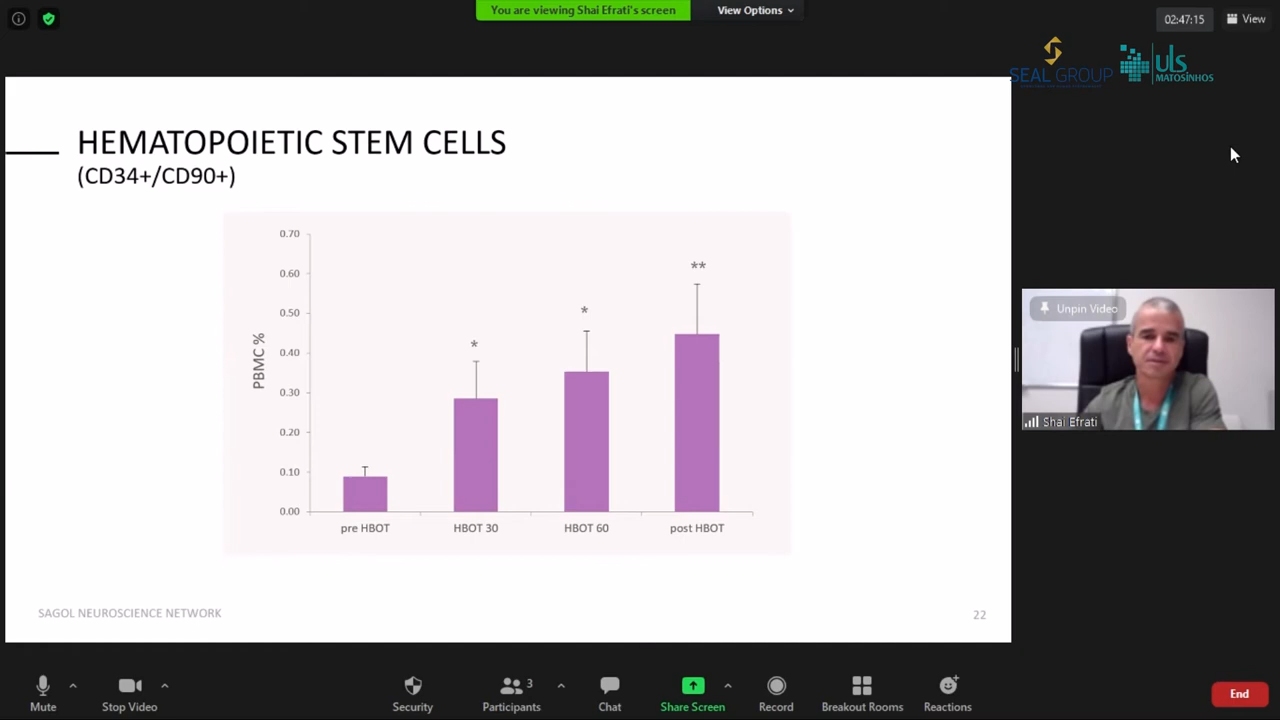 You are viewing Shai Efrati's screen
View Options
02:47:15
View
SEAL GROUP
uls
MATOSINHOS
HEMATOPOIETIC STEM CELLS
(CD34+/CD90+)
PBMC %
0.70
0.60
0.50
0.40
0.30
0.20
0.10
0.00
*
*
**
pre HBOT
HBOT 30
HBOT 60
post HBOT
SAGOL NEUROSCIENCE NETWORK
22
Unpin Video
Shai Efrati
Mute
Stop Video
Security
Participants
3
Chat
Share Screen
Record
Breakout Rooms
Reactions
End